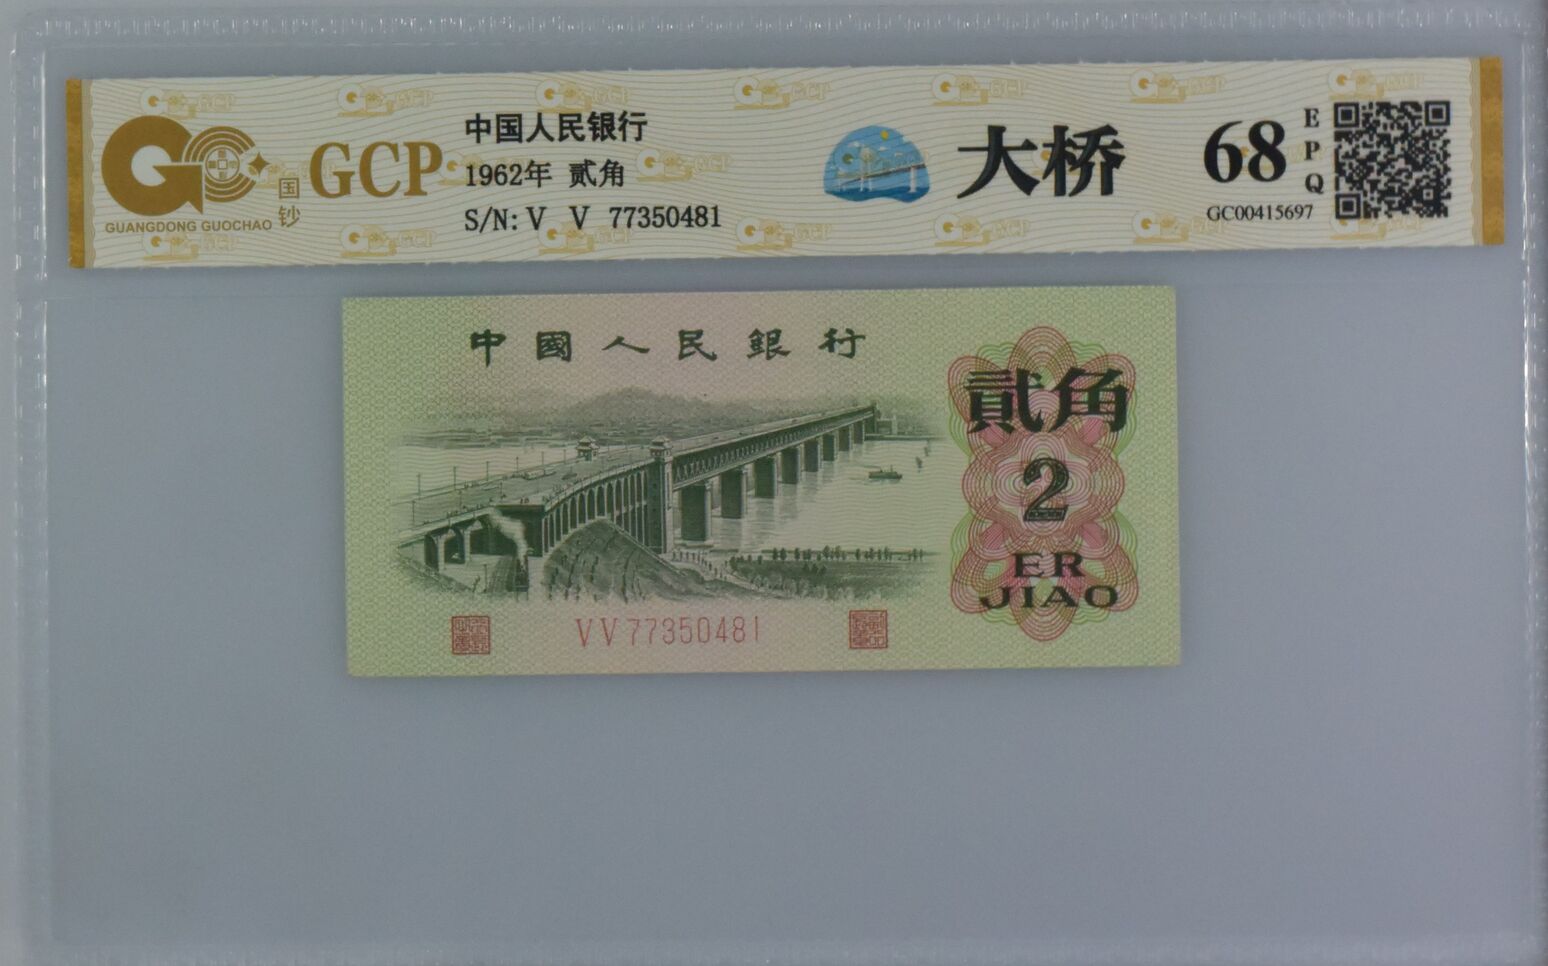 GCP
GUANGDONG GUOCHAO
国钞
中国人民银行
1962年 贰角
S/N: V V 77350481
大桥
68
EPQ
GC00415697
中國人民銀行
貳角
2
ER
JIAO
VV77350481